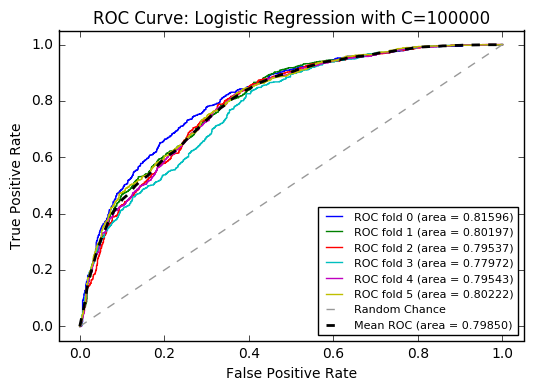 ROC Curve: Logistic Regression with C=100000
True Positive Rate
1.0
0.8
0.6
0.4
0.2
0.0
ROC fold 0 (area = 0.81596)
ROC fold 1 (area = 0.80197)
ROC fold 2 (area = 0.79537)
ROC fold 3 (area = 0.77972)
ROC fold 4 (area = 0.79543)
ROC fold 5 (area = 0.80222)
Random Chance
Mean ROC (area = 0.79850)
0.0 0.2 0.4 0.6 0.8 1.0
False Positive Rate